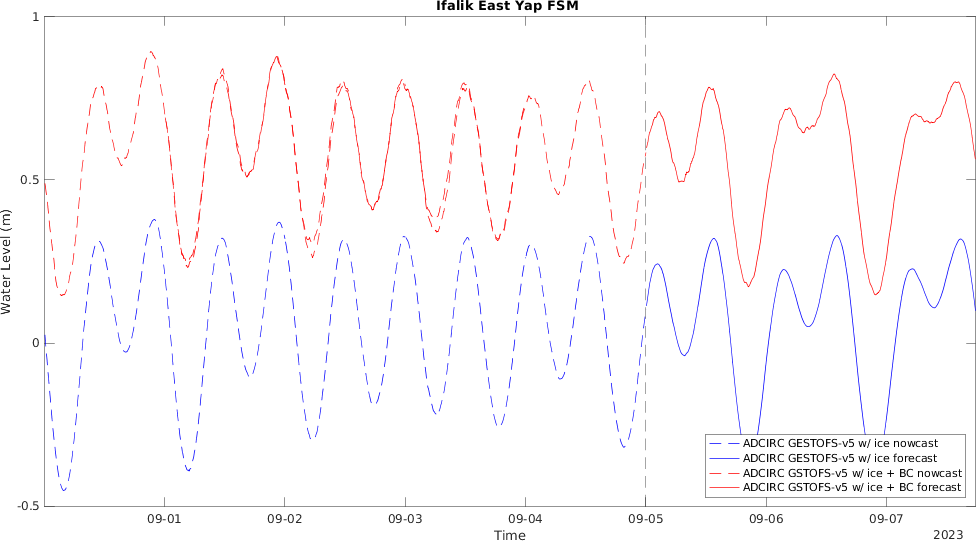 Ifalik East Yap FSM
1
0.5
0
-0.5
Water Level (m)
09-01
09-02
09-03
09-04
09-05
09-06
09-07
Time
2023
ADCIRC GESTOFS-v5 w/ ice nowcast
ADCIRC GESTOFS-v5 w/ ice forecast
ADCIRC GSTOFS-v5 w/ ice + BC nowcast
ADCIRC GSTOFS-v5 w/ ice + BC forecast